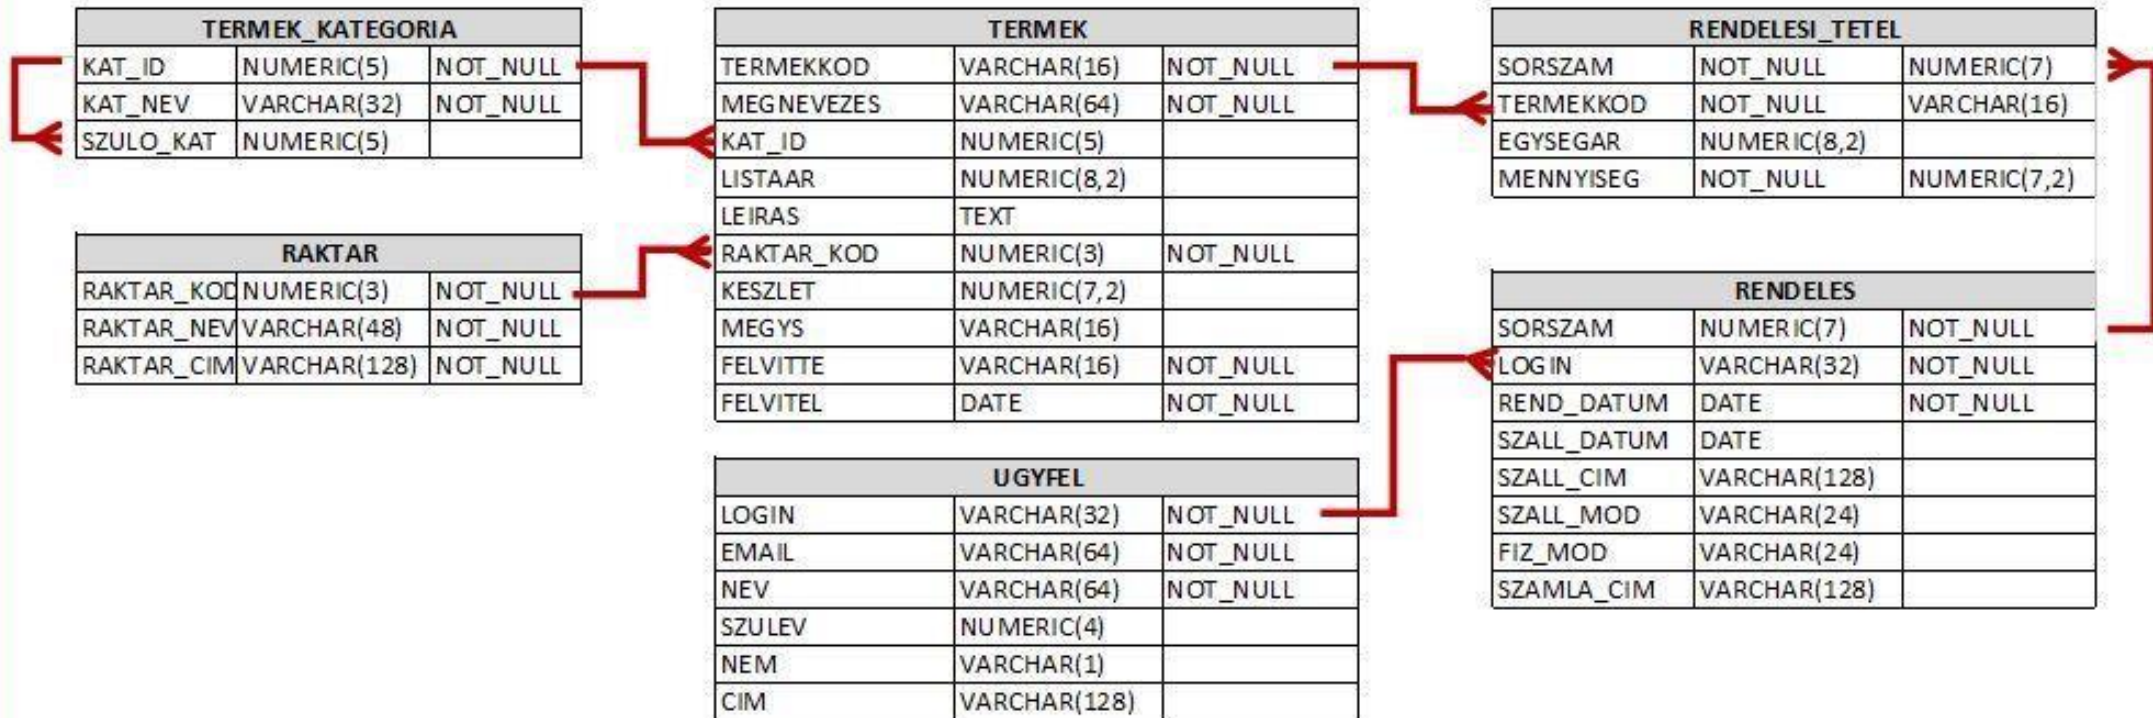 TERMEK_KATEGORIA
KAT_ID NUMERIC(5) NOT_NULL
KAT_NEV VARCHAR(32) NOT_NULL
SZULO_KAT NUMERIC(5)
RAKTAR
RAKTAR_KOD NUMERIC(3) NOT_NULL
RAKTAR_NEV VARCHAR(48) NOT_NULL
RAKTAR_CIM VARCHAR(128) NOT_NULL
TERMEK
TERMEKKOD VARCHAR(16) NOT_NULL
MEGNEVEZES VARCHAR(64) NOT_NULL
KAT_ID NUMERIC(5)
LISTAAR NUMERIC(8,2)
LEIRAS TEXT
RAKTAR_KOD NUMERIC(3) NOT_NULL
KESZLET NUMERIC(7,2)
MEGYS VARCHAR(16)
FELVITTE VARCHAR(16) NOT_NULL
FELVITEL DATE NOT_NULL
UGYFEL
LOGIN VARCHAR(32) NOT_NULL
EMAIL VARCHAR(64) NOT_NULL
NEV VARCHAR(64) NOT_NULL
SZULEV NUMERIC(4)
NEM VARCHAR(1)
CIM VARCHAR(128)
RENDELESI_TETEL
SORSZAM NOT_NULL NUMERIC(7)
TERMEKKOD NOT_NULL VARCHAR(16)
EGYSEGAR NUMERIC(8,2)
MENNYISEG NOT_NULL NUMERIC(7,2)
RENDELES
SORSZAM NUMERIC(7) NOT_NULL
LOGIN VARCHAR(32) NOT_NULL
REND_DATUM DATE NOT_NULL
SZALL_DATUM DATE
SZALL_CIM VARCHAR(128)
SZALL_MOD VARCHAR(24)
FIZ_MOD VARCHAR(24)
SZAMLA_CIM VARCHAR(128)